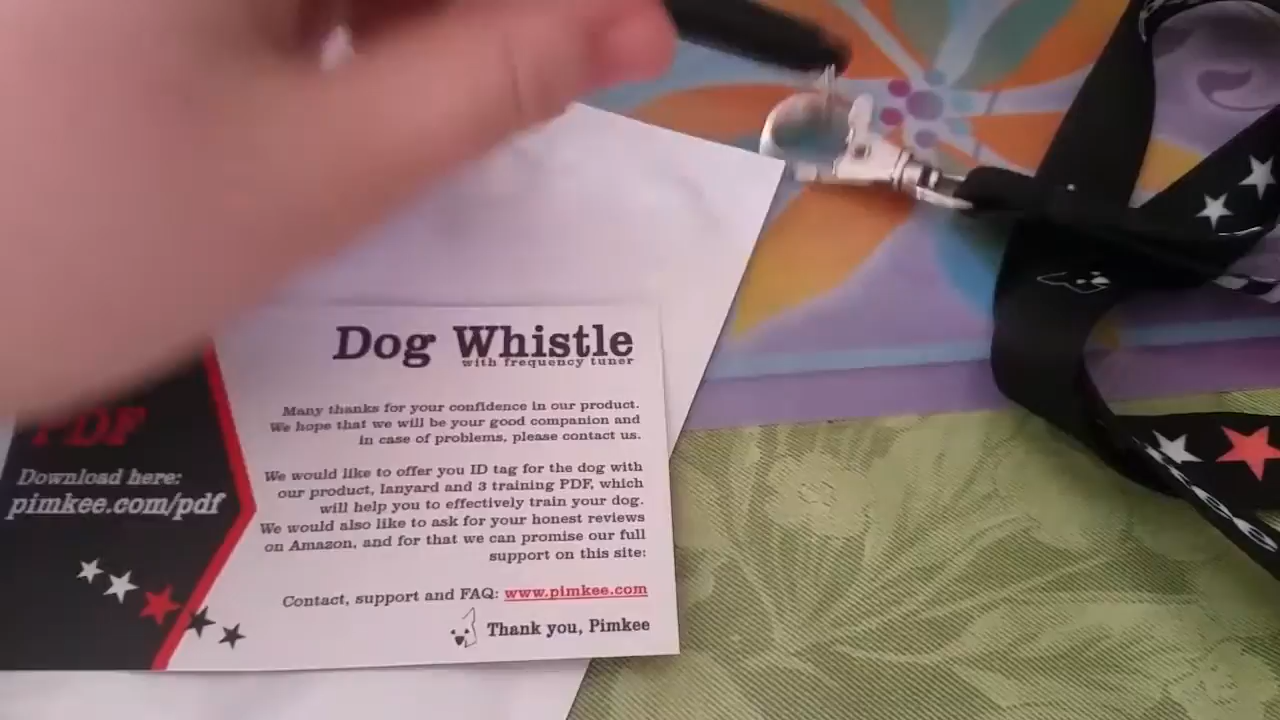 Dog Whistle
with frequency tuner
Many thanks for your confidence in our product.
We hope that we will be your good companion and
in case of problems, please contact us.
We would like to offer you ID tag for the dog with
our product, lanyard and 3 training PDF, which
will help you to effectively train your dog.
We would also like to ask for your honest reviews
on Amazon, and for that we can promise our full
support on this site:
Contact, support and FAQ: www.pimkee.com
Thank you, Pimkee
PDF
Download here:
pimkee.com/pdf